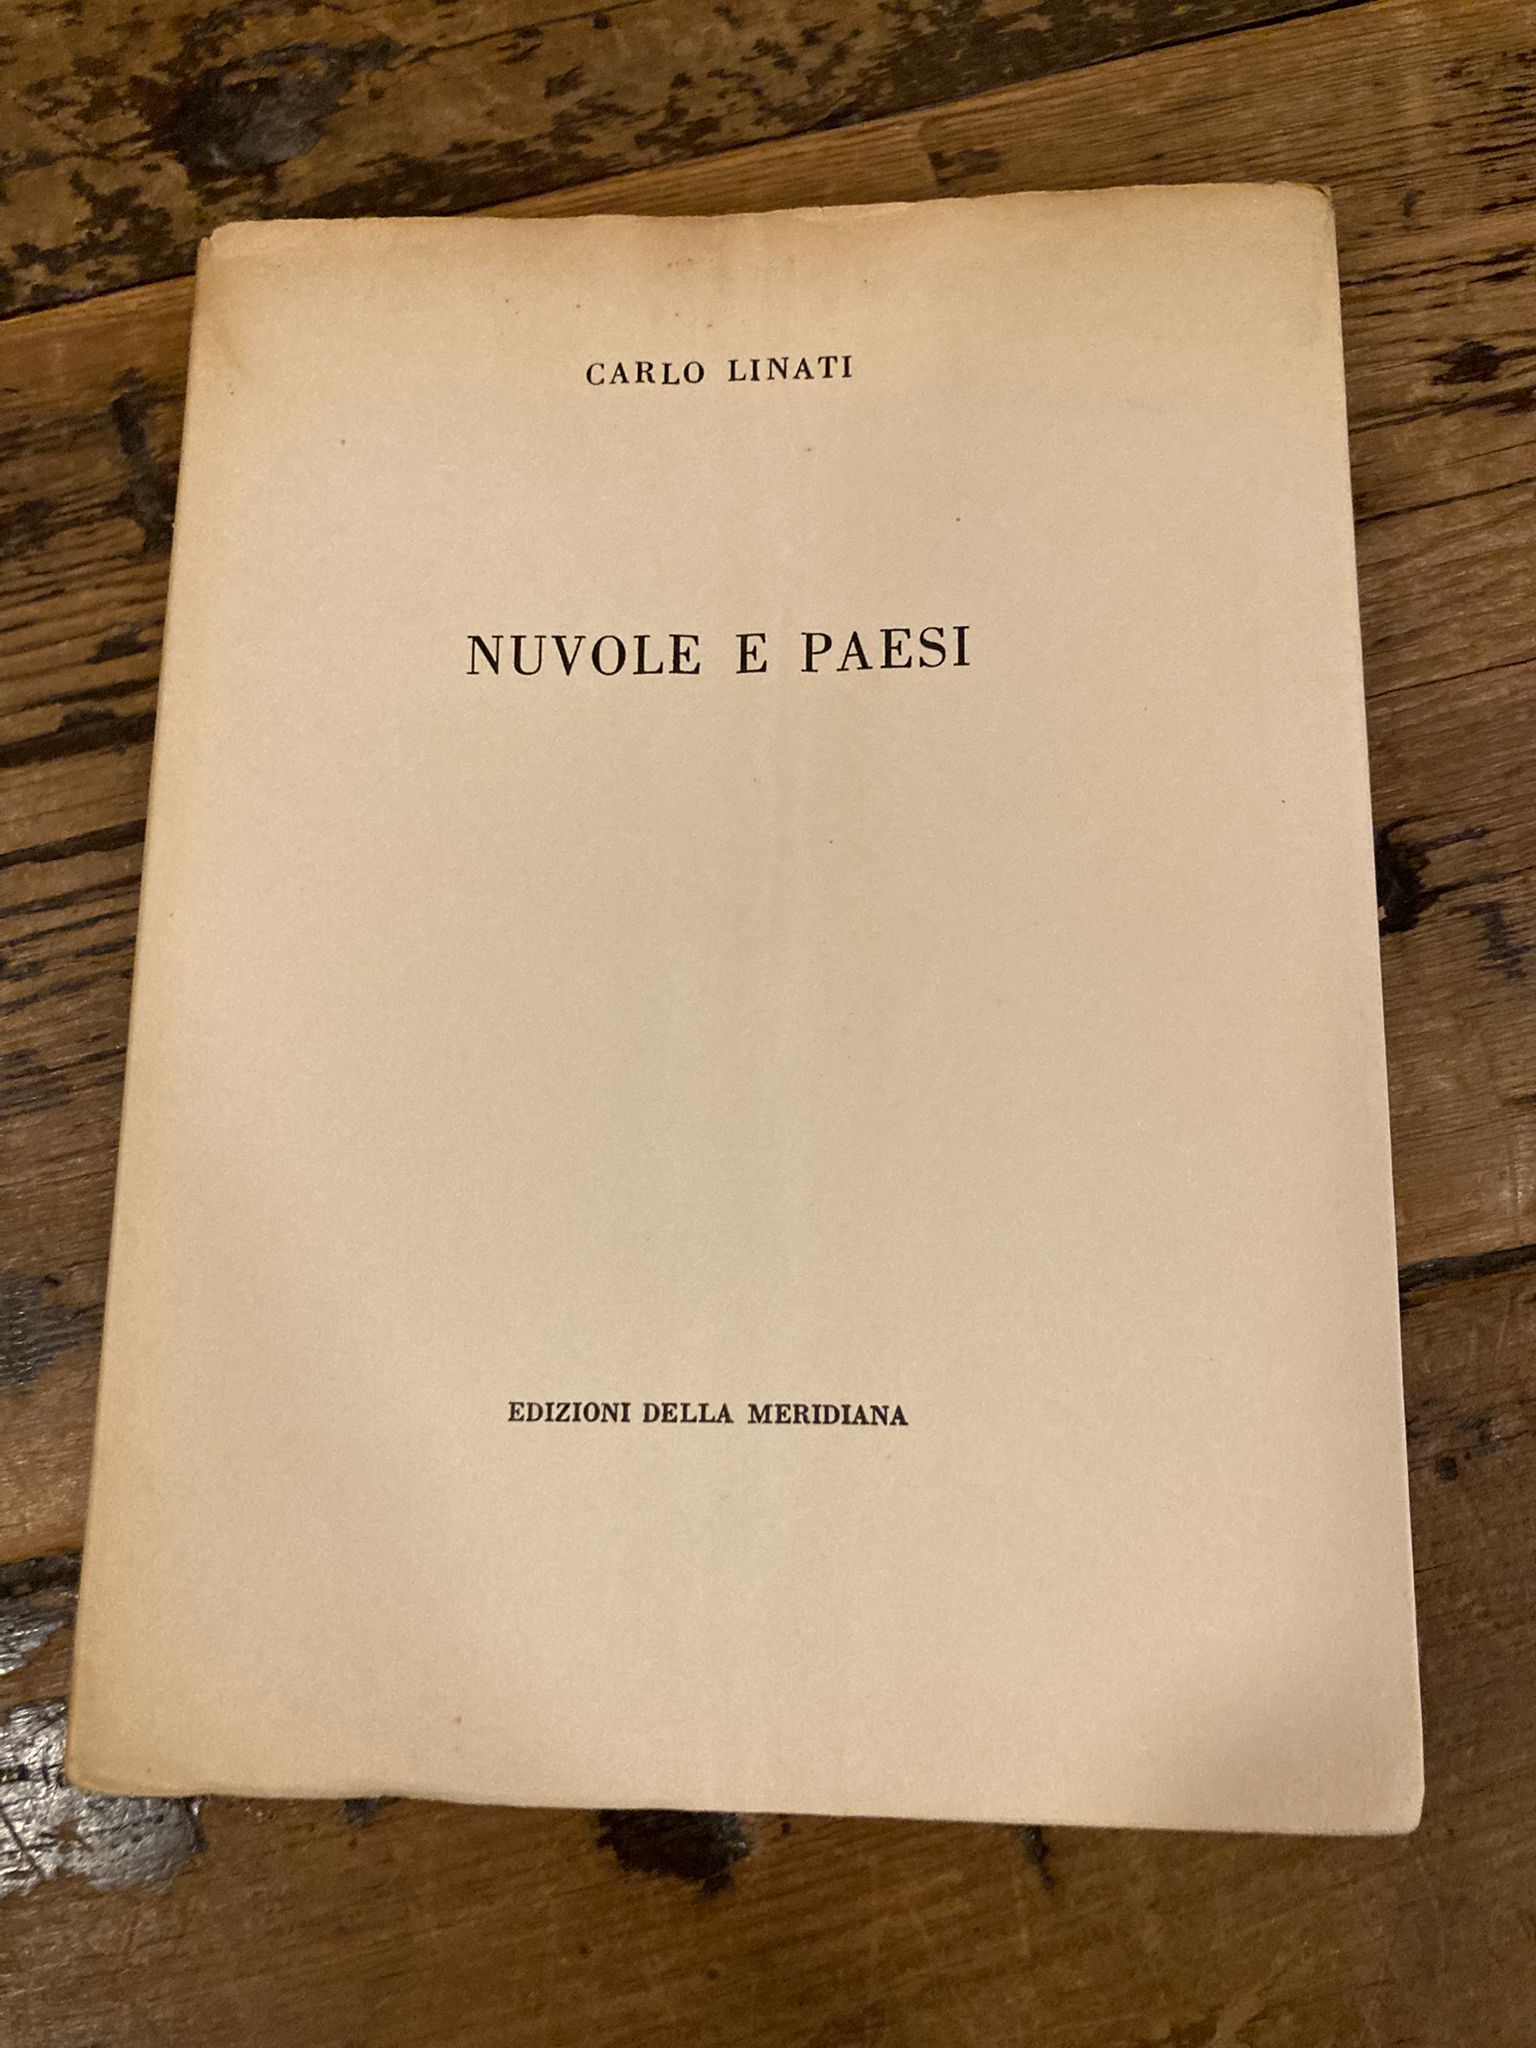 CARLO LINATI
NUVOLE E PAESI
EDIZIONI DELLA MERIDIANA